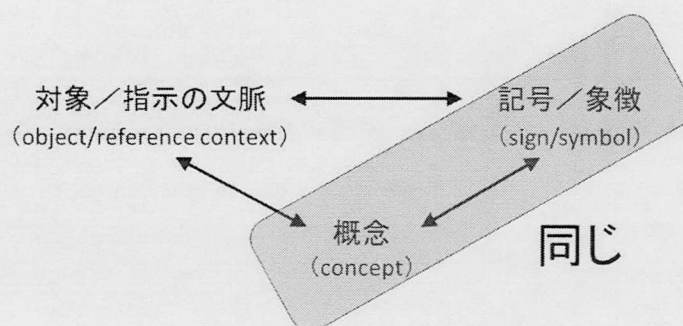 対象／指示の文脈
（object/reference context）
記号／象徴
（sign/symbol）
概念
（concept）
同じ